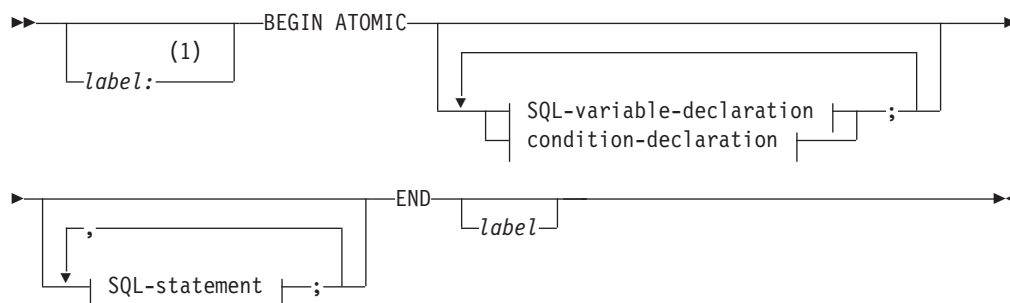 BEGIN ATOMIC
(1)
label:
SQL-variable-declaration ;
condition-declaration
END
label
,
SQL-statement ;